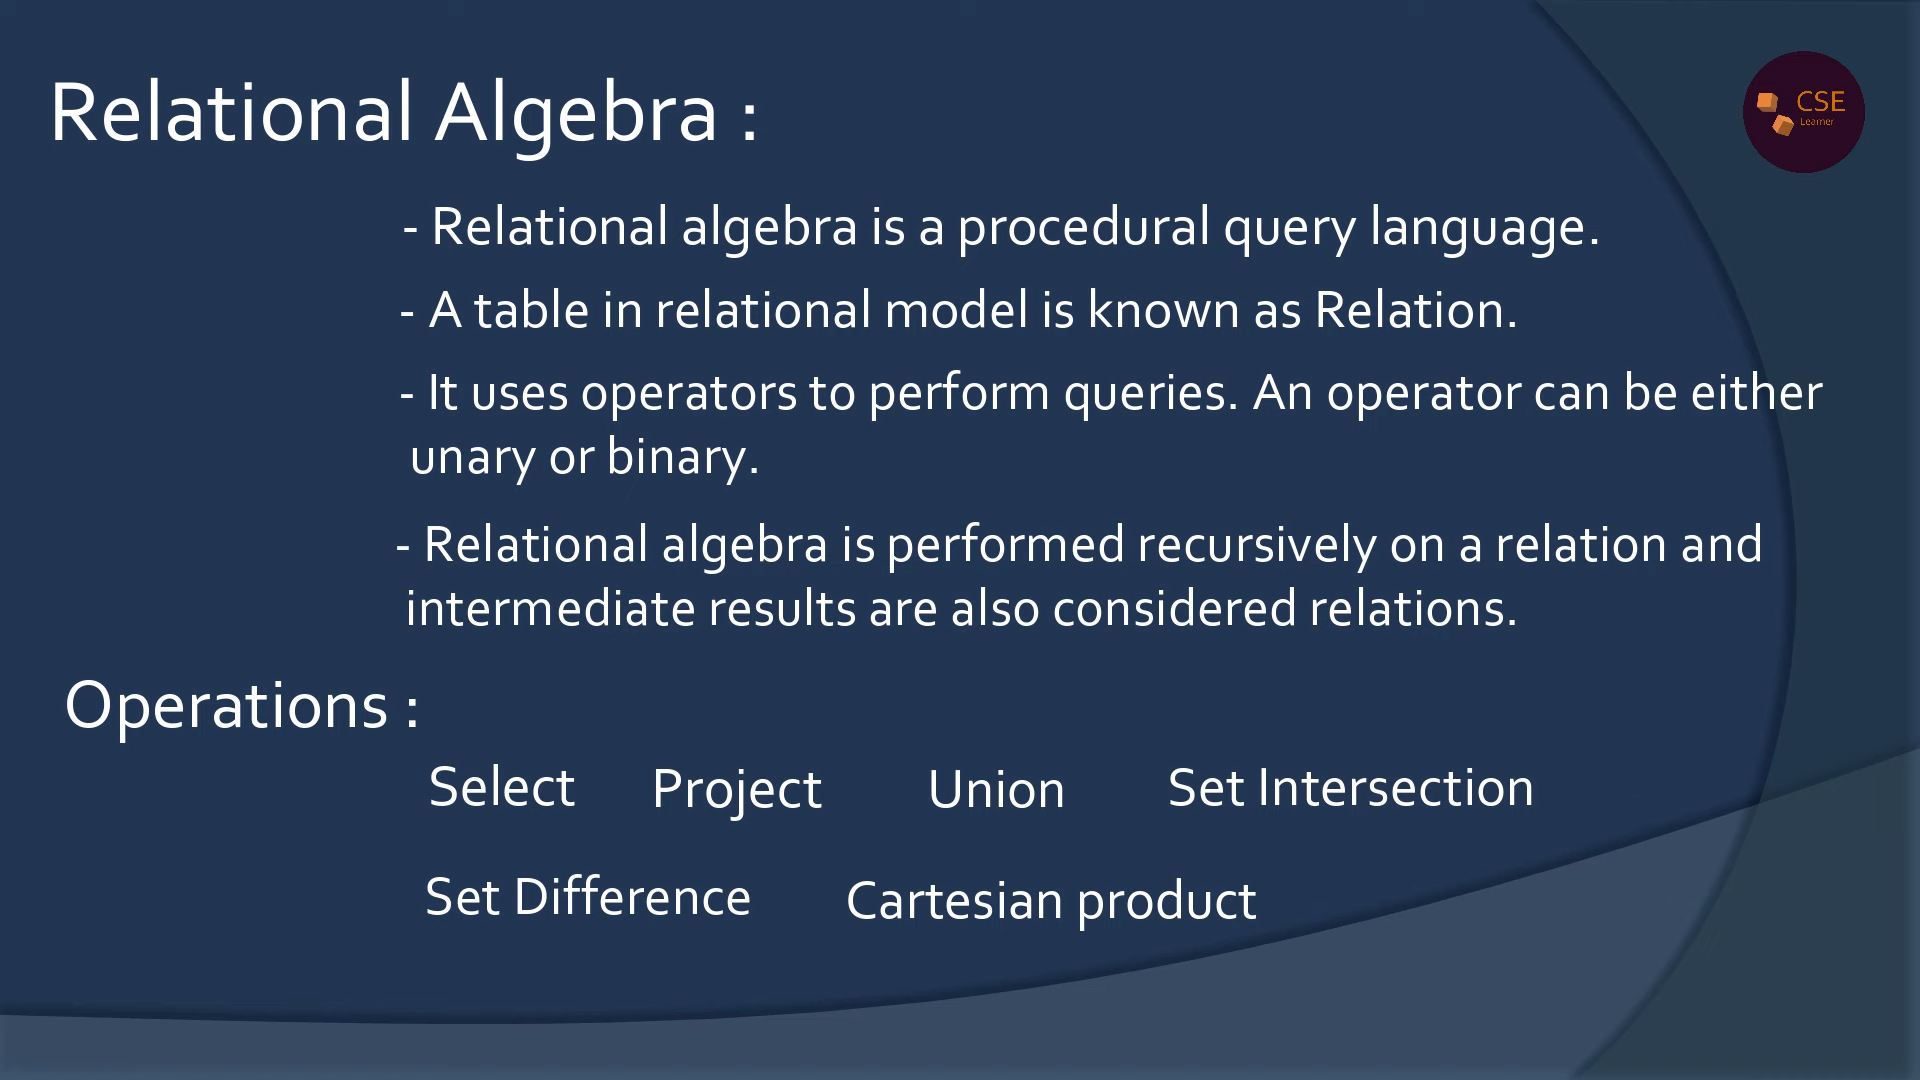 Relational Algebra :
CSE
Learner
- Relational algebra is a procedural query language.
- A table in relational model is known as Relation.
- It uses operators to perform queries. An operator can be either
unary or binary.
- Relational algebra is performed recursively on a relation and
intermediate results are also considered relations.
Operations :
Select Project Union Set Intersection
Set Difference Cartesian product